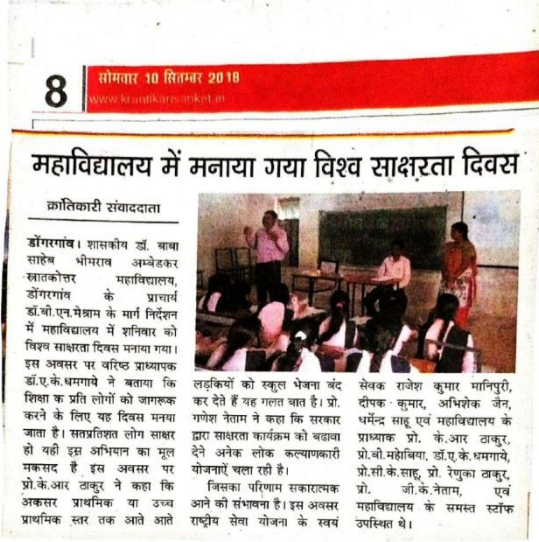 8
सोमवार 10 सितम्बर 2018
www.krantikarisanket.in
महाविद्यालय में मनाया गया विश्व साक्षरता दिवस
क्रांतिकारी संवाददाता
डोंगरगांव। शासकीय डॉ. बाबा
साहेब भीमराव अम्बेडकर
स्नातकोत्तर महाविद्यालय,
डोंगरगांव के प्राचार्य
डॉ.बी.एन.मेश्राम के मार्ग निर्देशन
में महाविद्यालय में शनिवार को
विश्व साक्षरता दिवस मनाया गया।
इस अवसर पर वरिष्ठ प्राध्यापक
डॉ.ए.के.धमगाये ने बताया कि
शिक्षा क प्रति लोगों को जागरूक
करने के लिए यह दिवस मनया
जाता है। सतप्रतिशत लोग साक्षर
हो यही इस अभियान का मूल
मकसद है, इस अवसर पर
प्रो.के.आर ठाकुर ने कहा कि
अकसर प्राथमिक या उच्च
प्राथमिक स्तर तक आते आते
लड़कियों को स्कुल भेजना बंद
कर देते हैं यह गलत बात है। प्रो.
गणेश नेताम ने कहा कि सरकार
द्वारा साक्षरता कार्यक्रम को बढावा
देने अनेक लोक कल्याणकारी
योजनाऐं चला रही है।
जिसका परिणाम सकारात्मक
आने की संभावना है। इस अवसर
राष्ट्रीय सेवा योजना के स्वयं
सेवक राजेश कुमार मानिपुरी,
दीपक कुमार, अभिशेक जैन,
धर्मेन्द्र साहू एवं महाविद्यालय के
प्राध्याक प्रो. के.आर ठाकुर,
प्रो.बी. डॉ.ए.के.धमगाये,
प्रो.सी.के.साहू, प्रो. रेणुका ठाकुर,
प्रो. जी.के.नेताम, एवं
महाविद्यालय के समस्त स्टॉफ
उपस्थित थे।